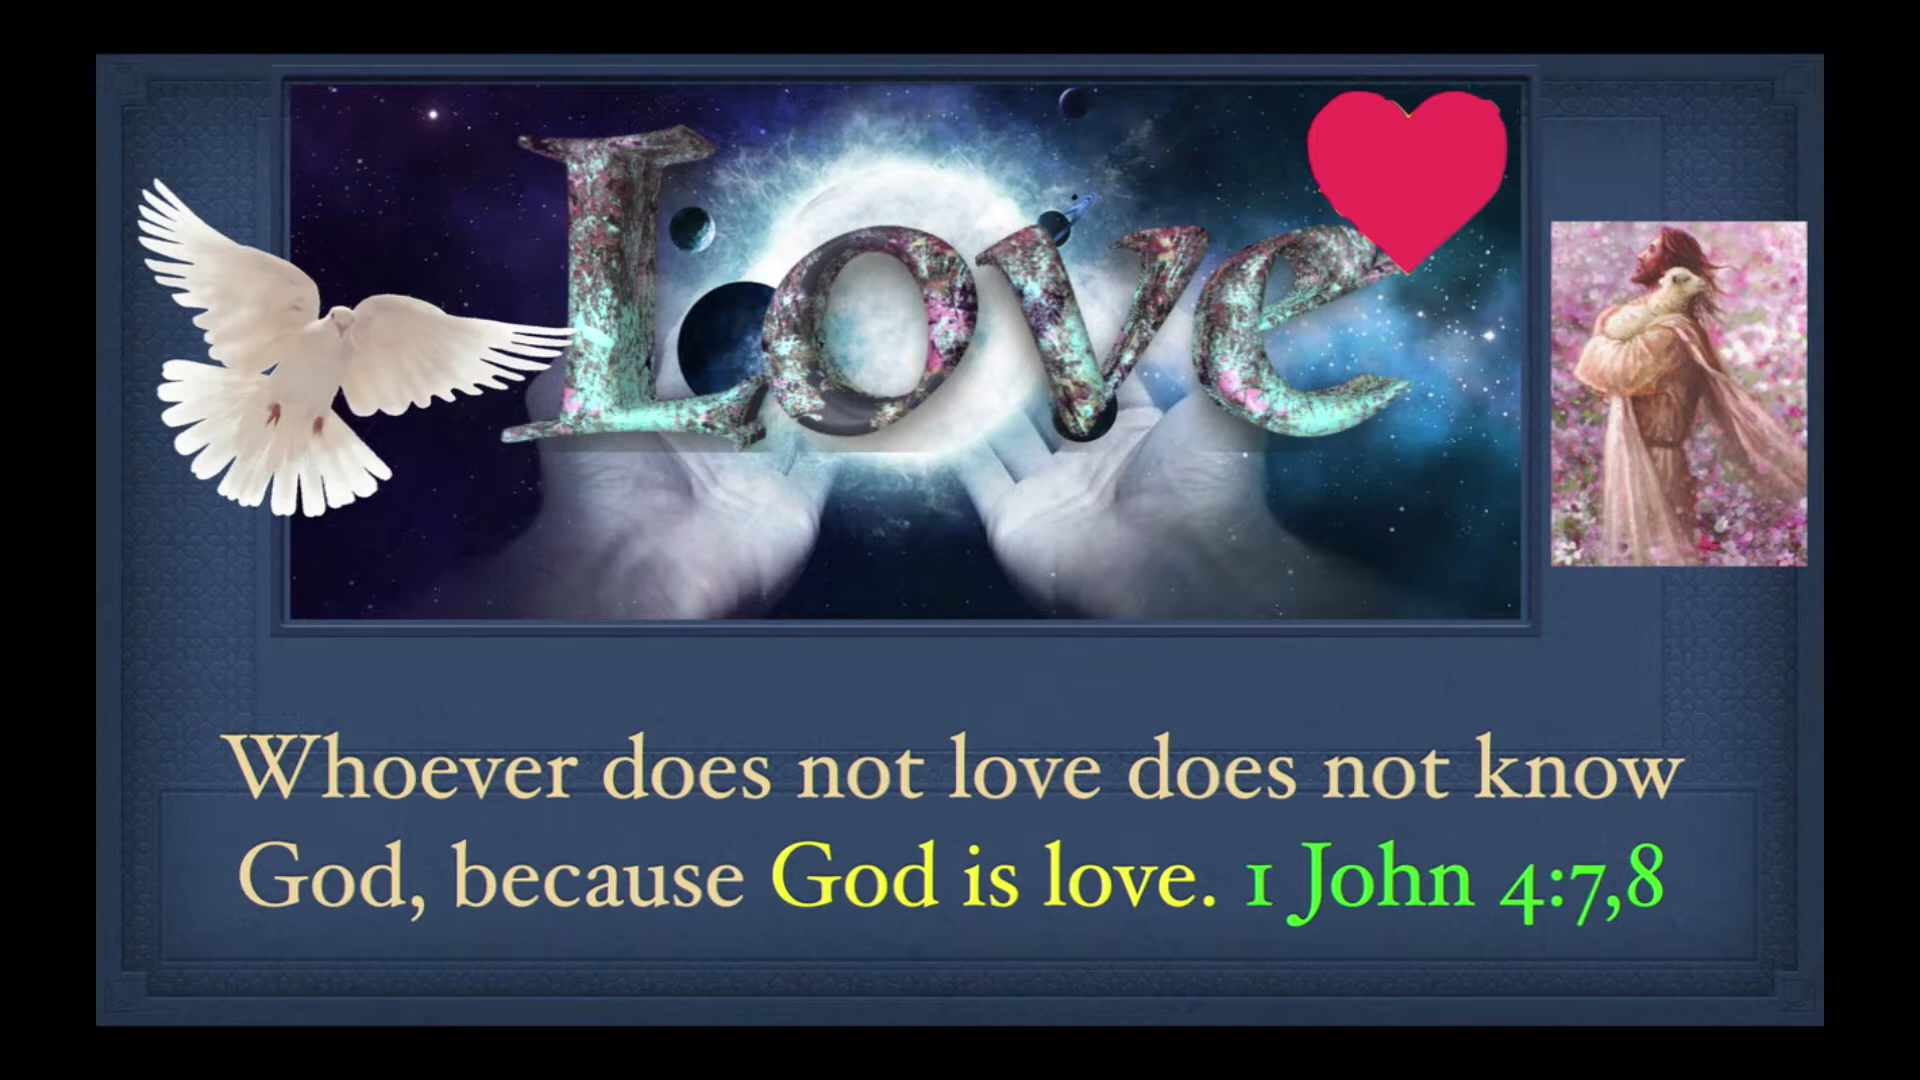 Love
Whoever does not love does not know
God, because God is love. 1 John 4:7,8